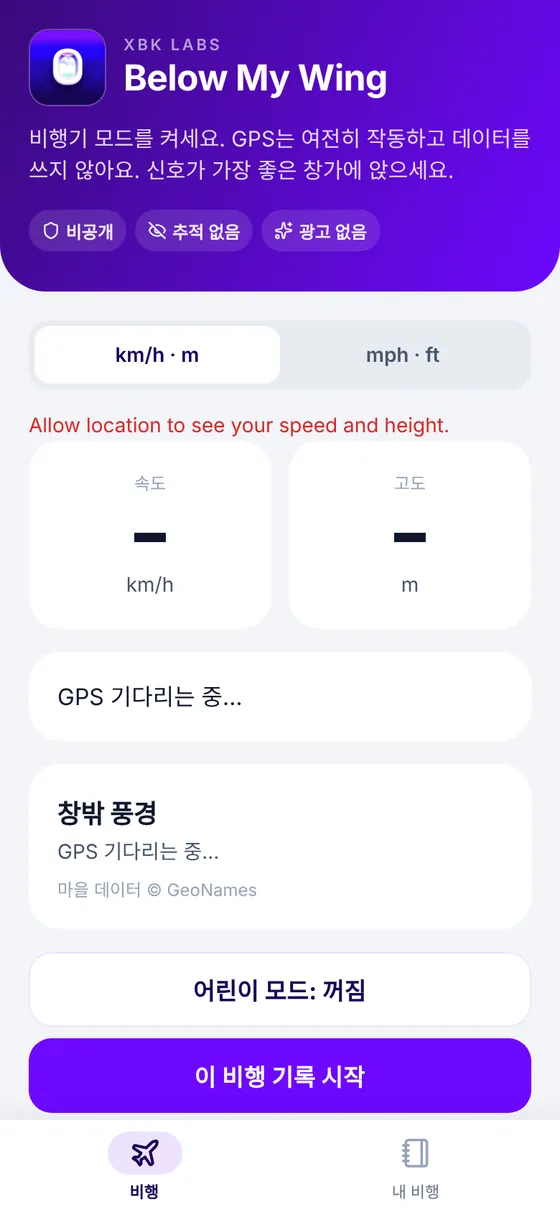 XBK LABS
Below My Wing
비행기 모드를 켜세요. GPS는 여전히 작동하고 데이터를
쓰지 않아요. 신호가 가장 좋은 창가에 앉으세요.
비공개 추적 없음 광고 없음
km/h · m mph · ft
Allow location to see your speed and height.
속도 고도
– –
km/h m
GPS 기다리는 중...
창밖 풍경
GPS 기다리는 중...
마을 데이터 © GeoNames
어린이 모드: 꺼짐
이 비행 기록 시작
비행 내 비행